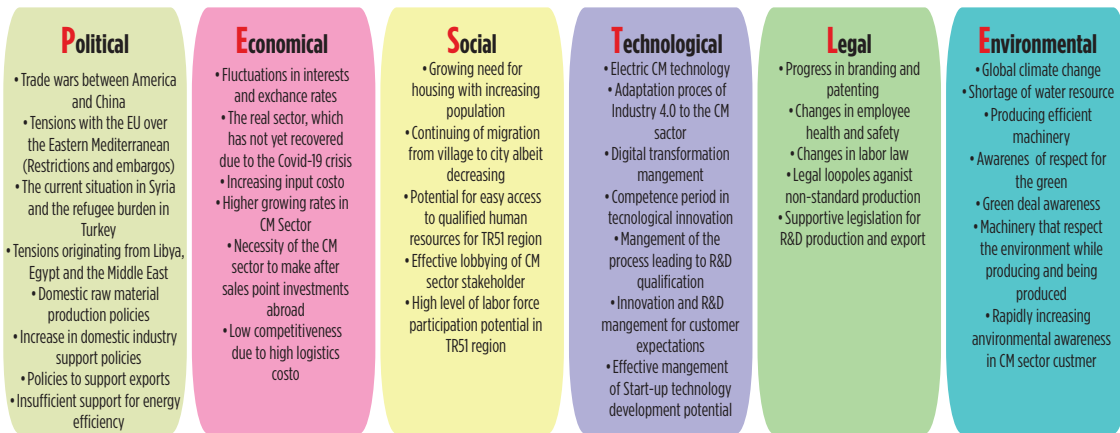 Political
• Trade wars between America
and China
• Tensions with the EU over
the Eastern Mediterranean
(Restrictions and embargos)
• The current situation in Syria
and the refugee burden in
Turkey
• Tensions originating from Libya,
Egypt and the Middle East
• Domestic raw material
production policies
• Increase in domestic industry
support policies
• Policies to support exports
• Insufficient support for energy
efficiency
Economical
• Fluctuations in interests
and exchance rates
• The real sector, which
has not yet recovered
due to the Covid-19 crisis
• Increasing input costo
• Higher growing rates in
CM Sector
• Necessity of the CM
sector to make after
sales point investments
abroad
• Low competitiveness
due to high logistics
costo
Social
• Growing need for
housing with increasing
population
• Continuing of migration
from village to city albeit
decreasing
• Potential for easy access
to qualified human
resources for TR51 region
• Effective lobbying of CM
sector stakeholder
• High level of labor force
participation potential in
TR51 region
Technological
• Electric CM technology
• Adaptation proces of
Industry 4.0 to the CM
sactor
• Digital transformation
mangement
• Competence period in
tecnological innovation
• Mangement of the
process leading to R&D
qualification
• Innovation and R&D
mangement for customer
expectations
• Effective mangement
of Start-up technology
development potential
Legal
• Progress in branding and
patenting
• Changes in employee
health and safety
• Changes in labor law
• Legal loopoles aganist
non-standard production
• Supportive legislation for
R&D production and export
Environmental
• Global climate change
• Shortage of water resource
• Producing efficient
machinery
• Awarenes of respect for
the green
• Green deal awareness
• Machinery that respect
the environment while
producing and being
produced
• Rapidly increasing
anvironmental awareness
in CM sector custmer